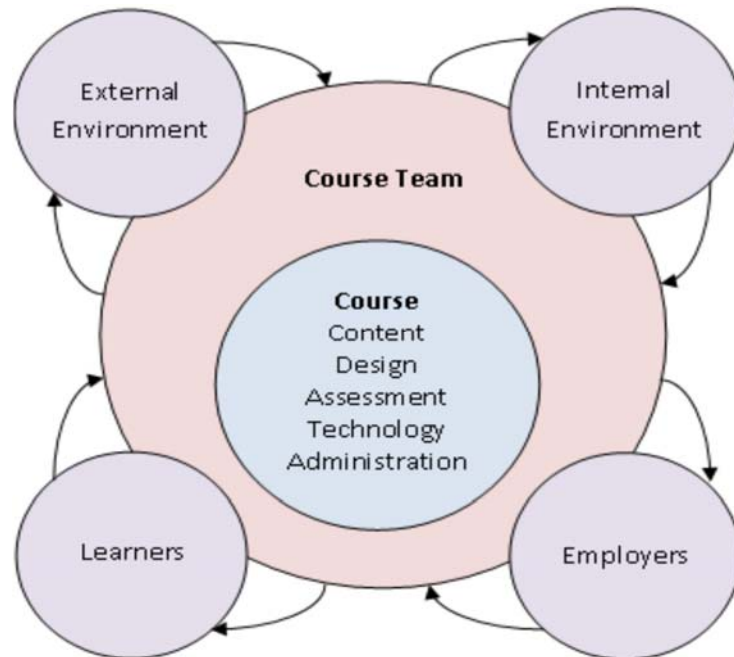 External
Environment
Internal
Environment
Course Team
Course
Content
Design
Assessment
Technology
Administration
Learners
Employers